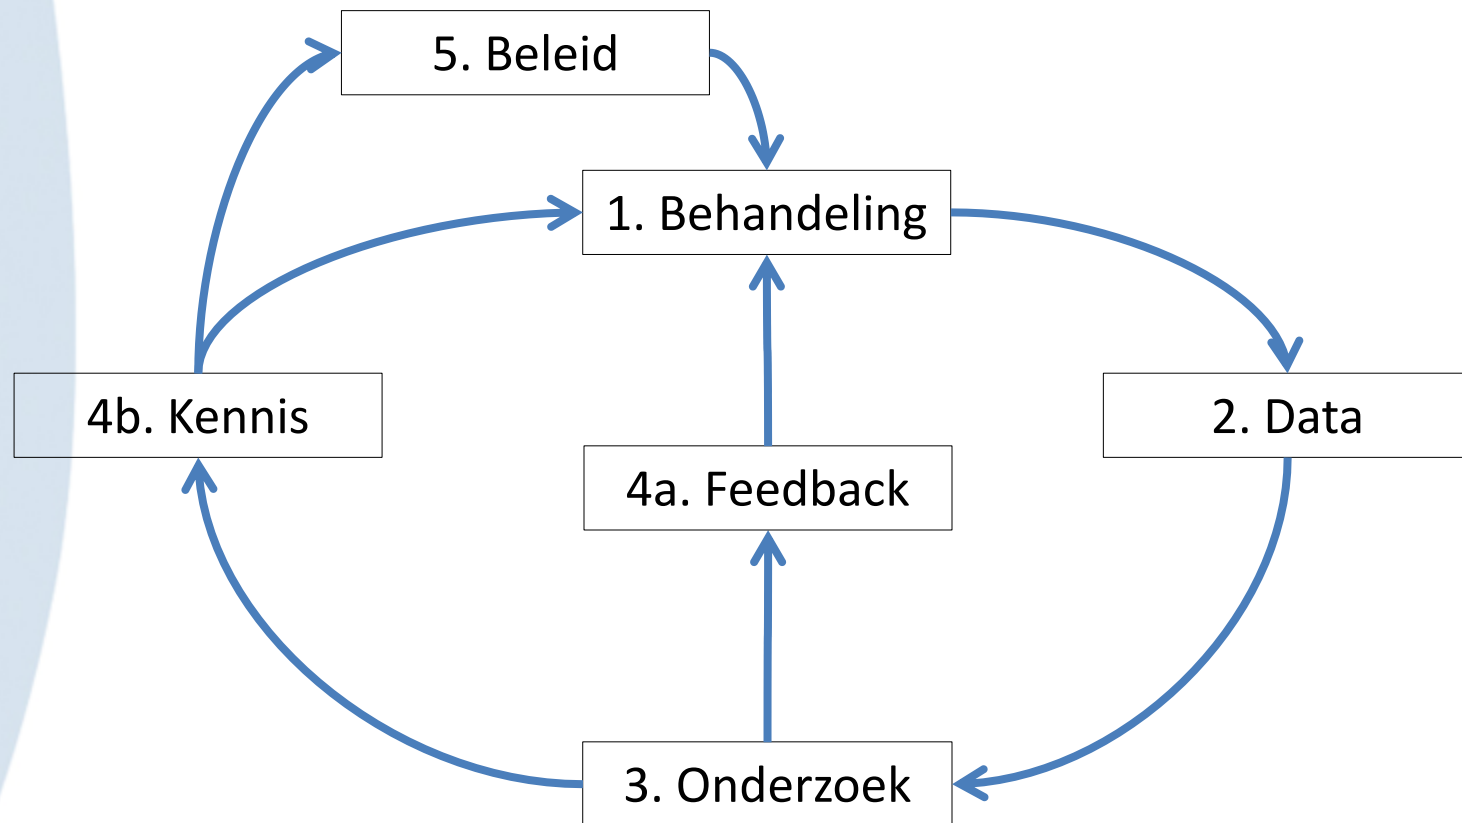 5. Beleid
1. Behandeling
4b. Kennis
2. Data
4a. Feedback
3. Onderzoek